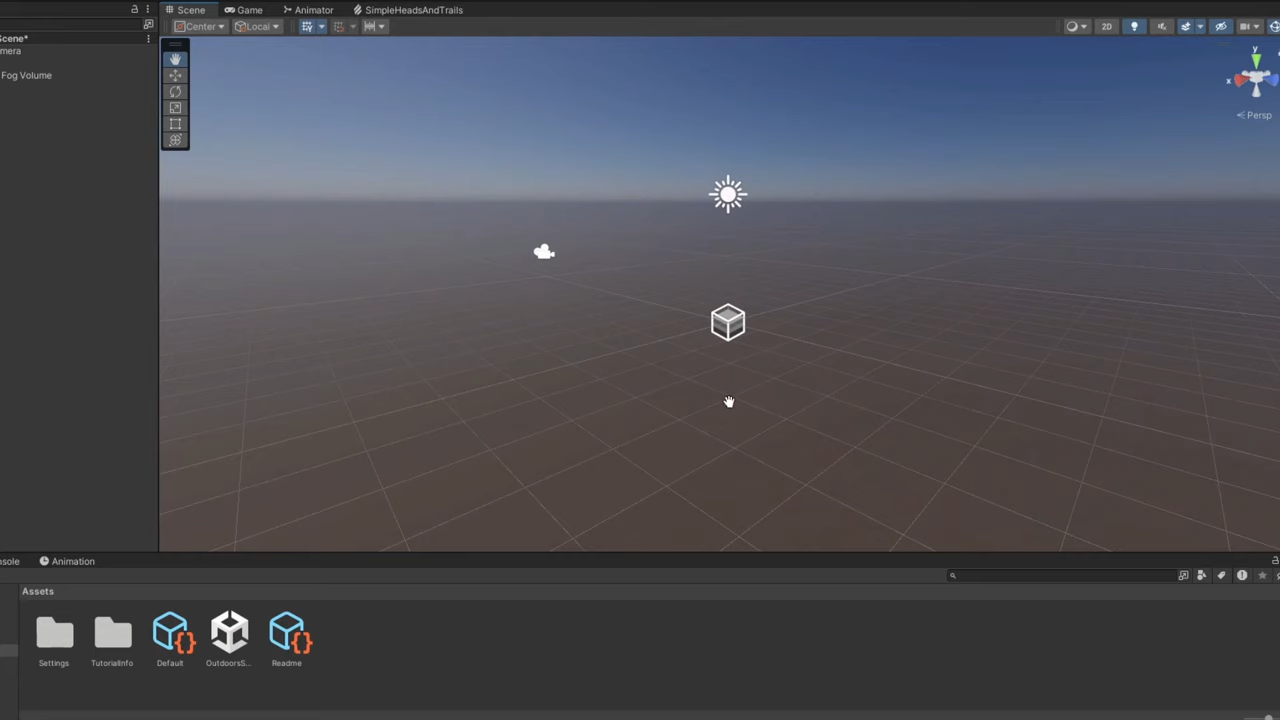 Scene
Game
Animator
SimpleHeadsAndTrails
Center
Local
2D
Scene*
mera
Fog Volume
y
x
Persp
nsole
Animation
Assets
Settings
TutorialInfo
Default
OutdoorsS...
Readme